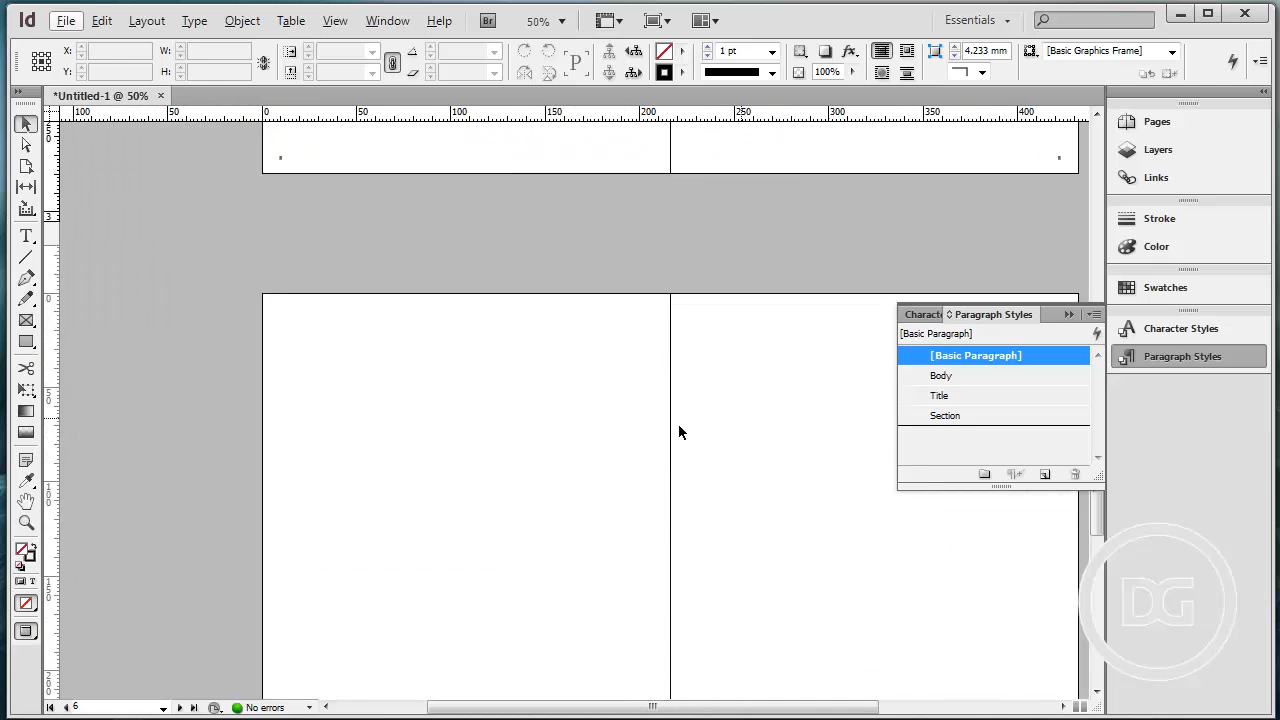 Id File Edit Layout Type Object Table View Window Help Br 50% Essentials
X: W: 1 pt 4.233 mm [Basic Graphics Frame]
Y: H: P 100% fx
*Untitled-1 @ 50% ×
100 50 0 50 100 150 200 250 300 350 400
Pages
Layers
Links
Stroke
Color
Swatches
Character Styles
Paragraph Styles
Characte Paragraph Styles
[Basic Paragraph]
[Basic Paragraph]
Body
Title
Section
T
DG
6 No errors